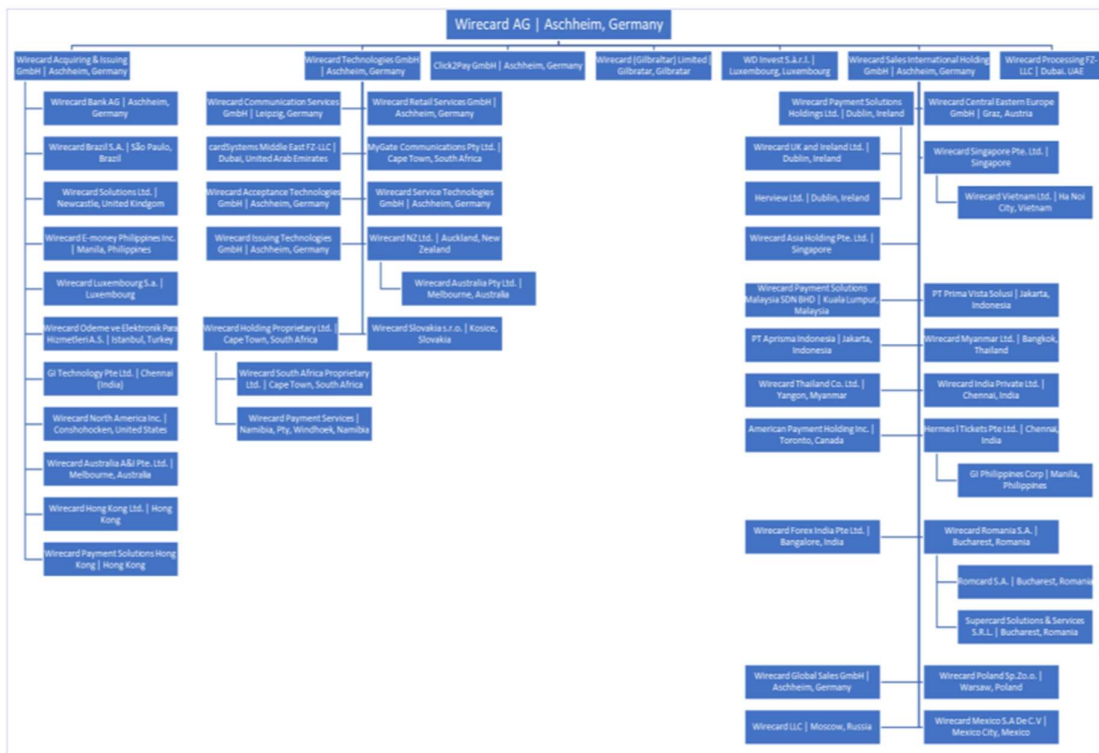 Wirecard AG | Aschheim, Germany
Wirecard Acquiring & Issuing
GmbH | Aschheim, Germany
Wirecard Technologies GmbH
| Aschheim, Germany
Click2Pay GmbH | Aschheim, Germany
Wirecard (Gilbraltar) Limited |
Gilbratar, Gilbratar
WD Invest S.à.r.l. |
Luxembourg, Luxembourg
Wirecard Sales International Holding
GmbH | Aschheim, Germany
Wirecard Processing FZ-
LLC | Dubai. UAE
Wirecard Bank AG | Aschheim,
Germany
Wirecard Brazil S.A. | São Paulo,
Brazil
Wirecard Solutions Ltd. |
Newcastle, United Kindgom
Wirecard E-money Philippines Inc.
| Manila, Philippines
Wirecard Luxembourg S.a. |
Luxembourg
Wirecard Odeme ve Elektronik Para
Hizmetleri A.S. | Istanbul, Turkey
GI Technology Pte Ltd. | Chennai
(India)
Wirecard North America Inc. |
Conshohocken, United States
Wirecard Australia A&I Pte. Ltd. |
Melbourne, Australia
Wirecard Hong Kong Ltd. | Hong
Kong
Wirecard Payment Solutions Hong
Kong | Hong Kong
Wirecard Communication Services
GmbH | Leipzig, Germany
Wirecard Retail Services GmbH |
Aschheim, Germany
cardSystems Middle East FZ-LLC |
Dubai, United Arab Emirates
MyGate Communications Pty Ltd. |
Cape Town, South Africa
Wirecard Acceptance Technologies
GmbH | Aschheim, Germany
Wirecard Service Technologies
GmbH | Aschheim, Germany
Wirecard Issuing Technologies
GmbH | Aschheim, Germany
Wirecard NZ Ltd. | Auckland, New
Zealand
Wirecard Australia Pty Ltd. |
Melbourne, Australia
Wirecard Holding Proprietary Ltd. |
Cape Town, South Africa
Wirecard Slovakia s.r.o. | Kosice,
Slovakia
Wirecard South Africa Proprietary
Ltd. | Cape Town, South Africa
Wirecard Payment Services |
Namibia, Pty, Windhoek, Namibia
Wirecard Payment Solutions
Holdings Ltd. | Dublin, Ireland
Wirecard Central Eastern Europe
GmbH | Graz, Austria
Wirecard UK and Ireland Ltd. |
Dublin, Ireland
Wirecard Singapore Pte. Ltd. |
Singapore
Herview Ltd. | Dublin, Ireland
Wirecard Vietnam Ltd. | Ha Noi
City, Vietnam
Wirecard Asia Holding Pte. Ltd. |
Singapore
Wirecard Payment Solutions
Malaysia SDN BHD | Kuala Lumpur,
Malaysia
PT Prima Vista Solusi | Jakarta,
Indonesia
PT Aprisma Indonesia | Jakarta,
Indonesia
Wirecard Myanmar Ltd. | Bangkok,
Thailand
Wirecard Thailand Co. Ltd. |
Yangon, Myanmar
Wirecard India Private Ltd. |
Chennai, India
American Payment Holding Inc. |
Toronto, Canada
Hermes I Tickets Pte Ltd. | Chennai,
India
GI Philippines Corp | Manila,
Philippines
Wirecard Forex India Pte Ltd. |
Bangalore, India
Wirecard Romania S.A. |
Bucharest, Romania
Romcard S.A. | Bucharest, Romania
Supercard Solutions & Services
S.R.L. | Bucharest, Romania
Wirecard Global Sales GmbH |
Aschheim, Germany
Wirecard Poland Sp.Zo.o. |
Warsaw, Poland
Wirecard LLC | Moscow, Russia
Wirecard Mexico S.A De C.V |
Mexico City, Mexico